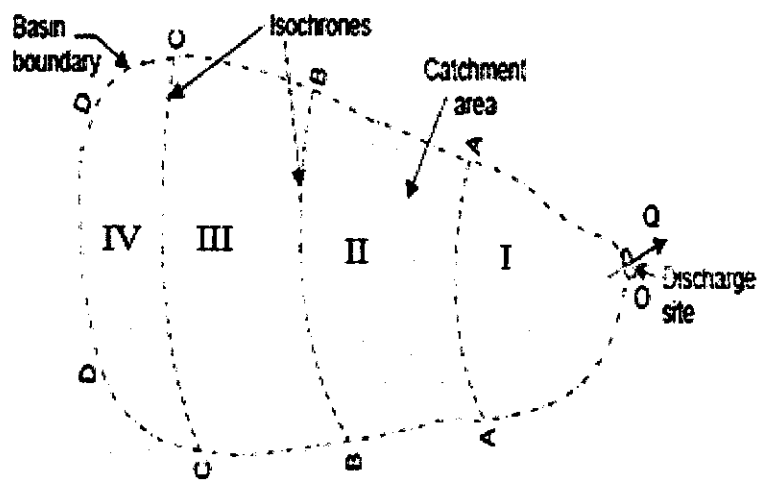 Basin
boundary
Isochrones
Catchment
area
C
D
B
A
IV
III
II
I
Q
O
Discharge
site
D
C
B
A